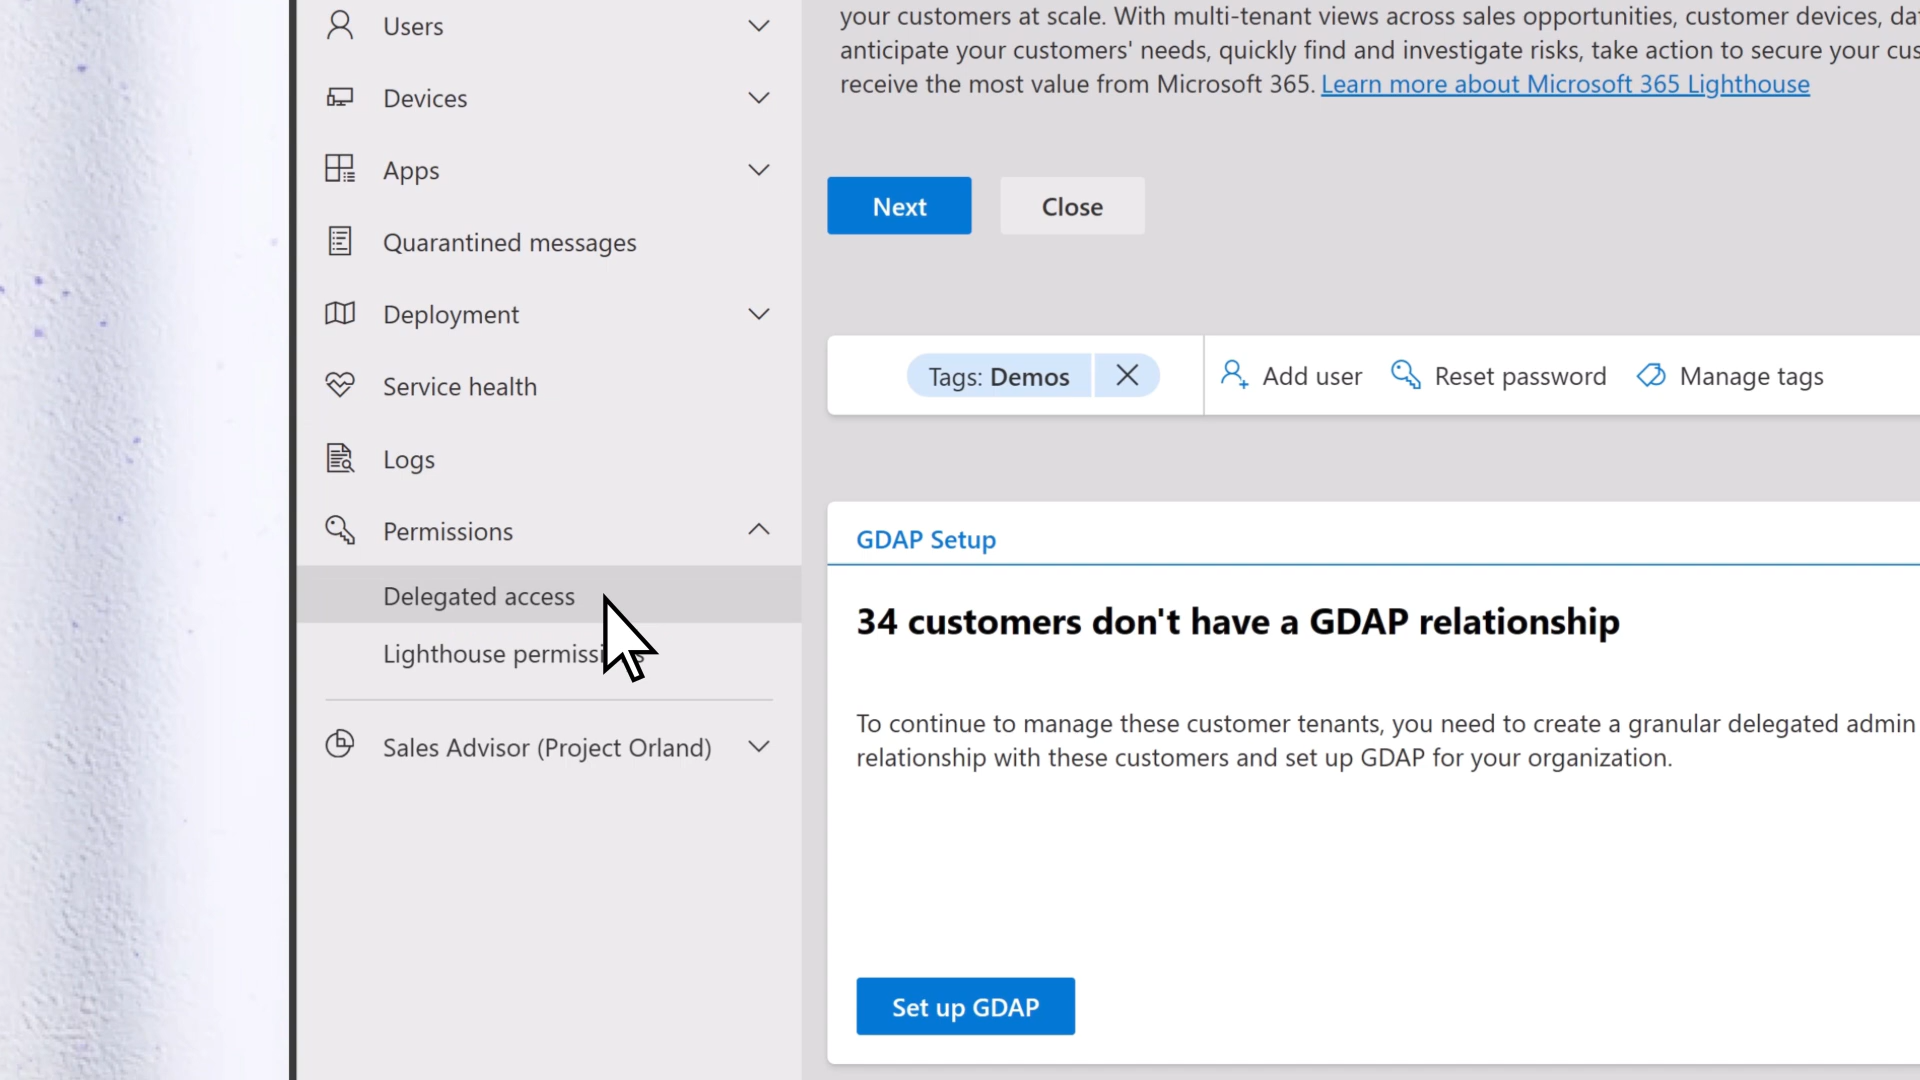 Users
Devices
Apps
Quarantined messages
Deployment
Service health
Logs
Permissions
Delegated access
Lighthouse
Sales Advisor (Project Orland)
your customers at scale. With multi-tenant views across sales opportunities, customer devices,
anticipate your customers' needs, quickly find and investigate risks, take action to secure your
receive the most value from Microsoft 365. Learn more about Microsoft 365 Lighthouse
Next
Close
Tags: Demos
Add user
Reset password
Manage tags
GDAP Setup
34 customers don't have a GDAP relationship
To continue to manage these customer tenants, you need to create a granular delegated admin
relationship with these customers and set up GDAP for your organization.
Set up GDAP